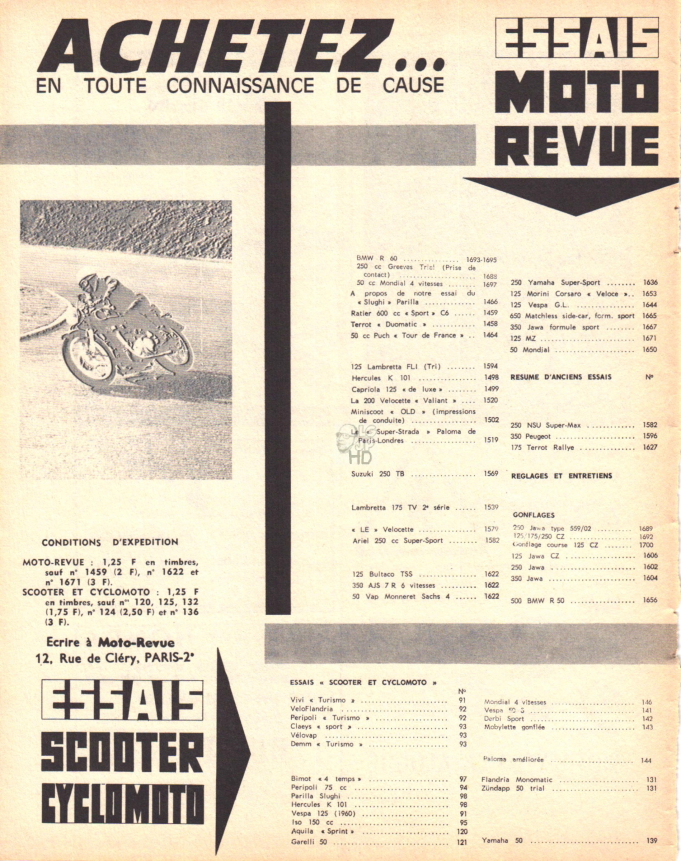 ACHETEZ...
EN TOUTE CONNAISSANCE DE CAUSE
ESSAIS
MOTO
REVUE
BMW R 60 ............... 1693-1695
250 cc Greeves Trial (Prise de
contact) ................... 1688
50 cc Mondial 4 vitesses ........ 1697
A propos de notre essai du
« Slughi » Parilla ............ 1466
Ratier 600 cc « Sport » C6 ...... 1459
Terrot « Duomatic » ............ 1458
50 cc Puch « Tour de France » .. 1464
125 Lambretta FLI (Tri) ........ 1594
Hercules K 101 ................ 1498
Capriola 125 « de luxe » ........ 1499
La 200 Velocette « Valiant » .... 1520
Miniscoot « OLD » (impressions
de conduite) ................ 1502
La « Super-Strada » Paloma de
Paris-Londres ................ 1519
Suzuki 250 TB ................ 1569
Lambretta 175 TV 2e série ...... 1539
« LE » Velocette ................ 1579
Ariel 250 cc Super-Sport ........ 1582
125 Bultaco TSS ................ 1622
350 AJS 7 R 6 vitesses .......... 1622
50 Vap Monneret Sachs 4 ...... 1622
250 Yamaha Super-Sport ........ 1636
125 Morini Corsaro « Veloce ».. 1653
125 Vespa G.L. ................ 1644
650 Matchless side-car, form. sport 1665
350 Jawa formule sport .......... 1667
125 MZ ........................ 1671
50 Mondial .................... 1650
RESUME D'ANCIENS ESSAIS N°
250 NSU Super-Max ............ 1582
350 Peugeot .................... 1596
175 Terrot Rallye ................ 1627
REGLAGES ET ENTRETIENS
GONFLAGES
250 Jawa type 559/02 .......... 1689
125/175/250 CZ ................ 1692
Gonflage course 125 CZ ........ 1700
125 Jawa CZ .................. 1606
250 Jawa ...................... 1602
350 Jawa ...................... 1604
500 BMW R 50 ................ 1656
CONDITIONS D'EXPEDITION
MOTO-REVUE : 1,25 F en timbres,
sauf n° 1459 (2 F), n° 1622 et
n° 1671 (3 F).
SCOOTER ET CYCLOMOTO : 1,25 F
en timbres, sauf nos 120, 125, 132
(1,75 F), n° 124 (2,50 F) et n° 136
(3 F).
Ecrire à Moto-Revue
12, Rue de Cléry, PARIS-2e
ESSAIS
SCOOTER
CYCLOMOTO
ESSAIS « SCOOTER ET CYCLOMOTO »
N°
Vivi « Turismo » ................ 91
VeloFlandria .................... 92
Peripoli « Turismo » ............ 92
Claeys « sport » ................ 93
Vélovap ........................ 93
Demm « Turismo » ............ 93
Bimot « 4 temps » ................ 97
Peripoli 75 cc .................. 94
Parilla Slughi .................. 98
Hercules K 101 ................ 98
Vespa 125 (1960) ................ 91
Iso 150 cc .................... 95
Aquila « Sprint » ................ 120
Garelli 50 .................... 121
Mondial 4 vitesses .............. 146
Vespa ................ 141
Derbi Sport .................... 142
Mobylette gonflée .............. 143
Paloma améliorée .............. 144
Flandria Monomatic .............. 131
Zündapp 50 trial ................ 131
Yamaha 50 .................... 139
HD